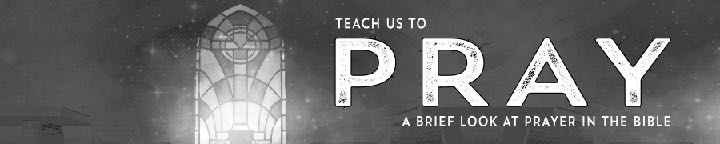 TEACH US TO
PRAY
A BRIEF LOOK AT PRAYER IN THE BIBLE